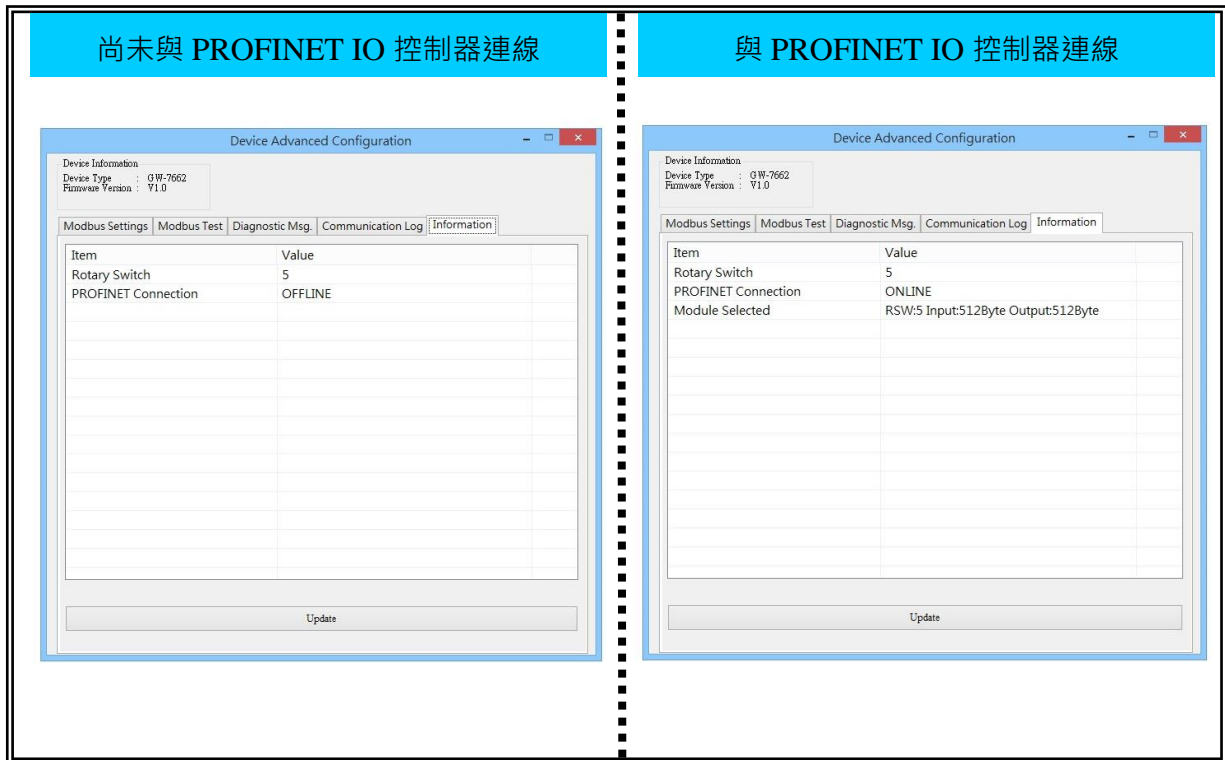 尚未與 PROFINET IO 控制器連線
Device Advanced Configuration
Device Information
Device Type : GW-7662
Firmware Version : V1.0
Modbus Settings Modbus Test Diagnostic Msg. Communication Log Information
Item Value
Rotary Switch 5
PROFINET Connection OFFLINE
Update
與 PROFINET IO 控制器連線
Device Advanced Configuration
Device Information
Device Type : GW-7662
Firmware Version : V1.0
Modbus Settings Modbus Test Diagnostic Msg. Communication Log Information
Item Value
Rotary Switch 5
PROFINET Connection ONLINE
Module Selected RSW:5 Input:512Byte Output:512Byte
Update